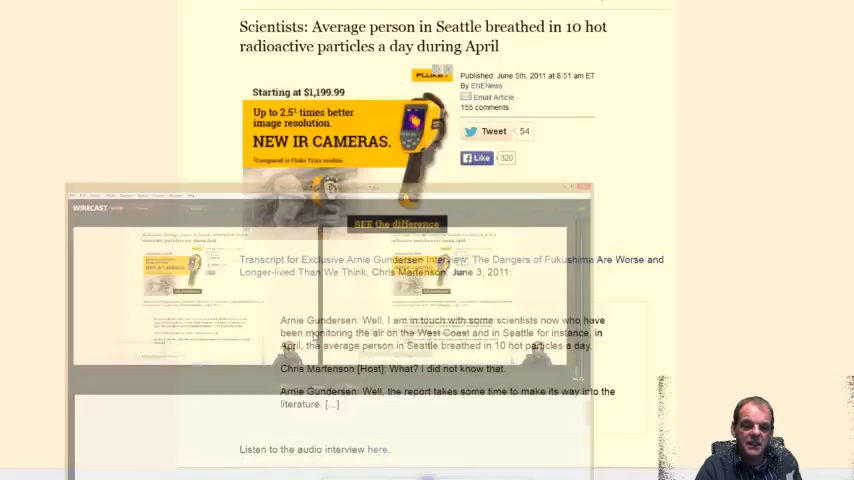 Scientists: Average person in Seattle breathed in 10 hot
radioactive particles a day during April
FLUKE
Published: June 5th, 2011 at 8:51 am ET
By ENENews
Email Article
155 comments
Starting at $1,199.99
Up to 2.5¹ times better
image resolution.
NEW IR CAMERAS.
Tweet 54
Like 320
SEE the difference
WIRECAST
Transcript for Exclusive Arnie Gundersen Interview: The Dangers of Fukushima Are Worse and
Longer-lived Than We Think, Chris Martenson, June 3, 2011:
Arnie Gundersen: Well, I am in touch with some scientists now who have
been monitoring the air on the West Coast and in Seattle for instance, in
April, the average person in Seattle breathed in 10 hot particles a day.
Chris Martenson [Host]: What? I did not know that.
Arnie Gundersen: Well, the report takes some time to make its way into the
literature. [...]
Listen to the audio interview here.